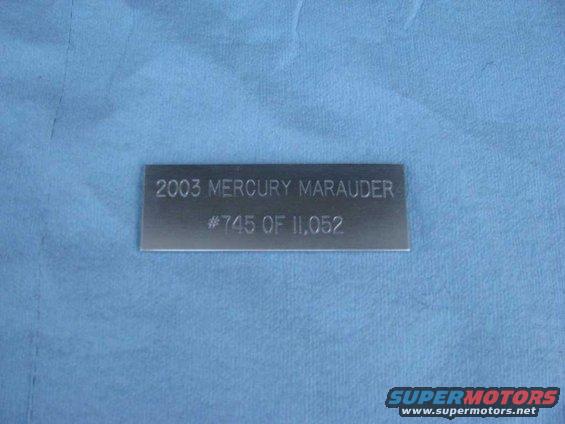 2003 MERCURY MARAUDER
#745 OF 11,052
SUPERMOTORS
www.supermotors.net